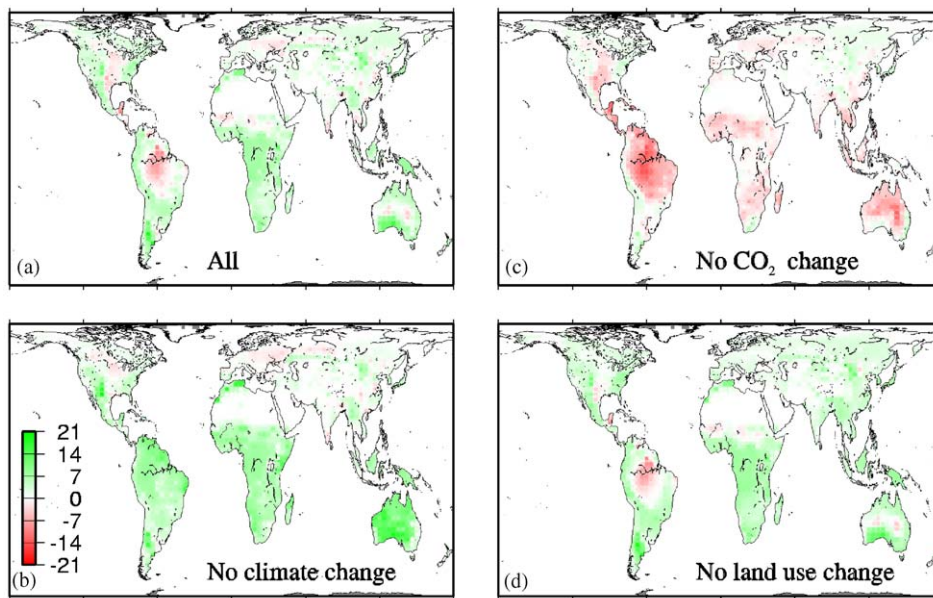 (a)
All
(c)
No CO₂ change
21
14
7
0
-7
-14
-21
(b)
No climate change
(d)
No land use change